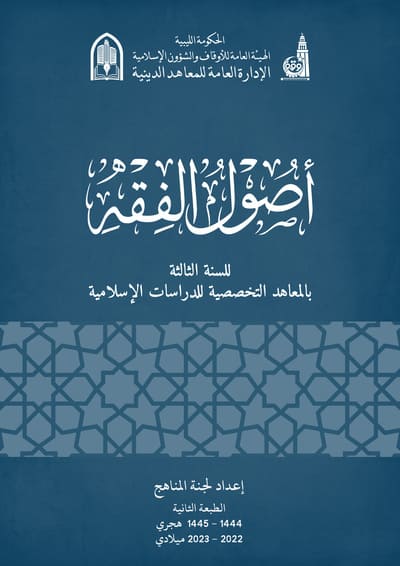 الحكومة الليبية
الهيئة العامة للأوقاف والشؤون الإسلامية
الإدارة العامة للمعاهد الدينية
أصول الفقه
للسنة الثالثة
بالمعاهد التخصصية للدراسات الإسلامية
إعداد لجنة المناهج
الطبعة الثانية
1444 - 1445 هجري
2022 - 2023 ميلادي